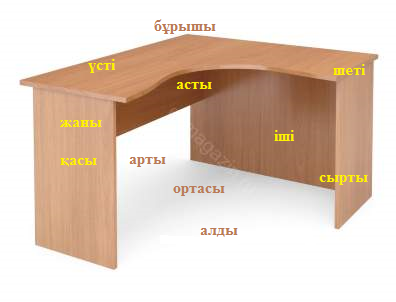 бұрышы
үсті
шеті
асты
жаны
іші
қасы
арты
сырты
ортасы
алды